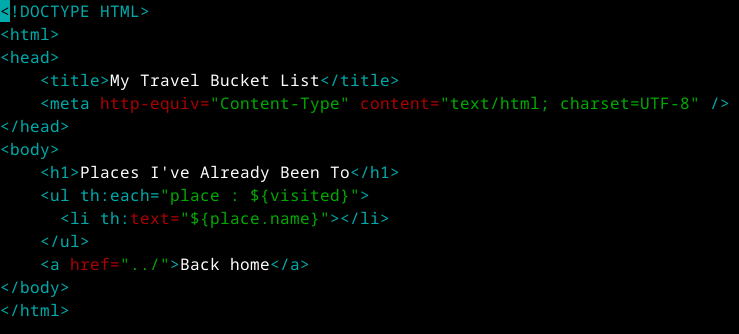 <!DOCTYPE HTML>
<html>
<head>
    <title>My Travel Bucket List</title>
    <meta http-equiv="Content-Type" content="text/html; charset=UTF-8" />
</head>
<body>
    <h1>Places I've Already Been To</h1>
    <ul th:each="place : ${visited}">
      <li th:text="${place.name}"></li>
    </ul>
    <a href="../">Back home</a>
</body>
</html>